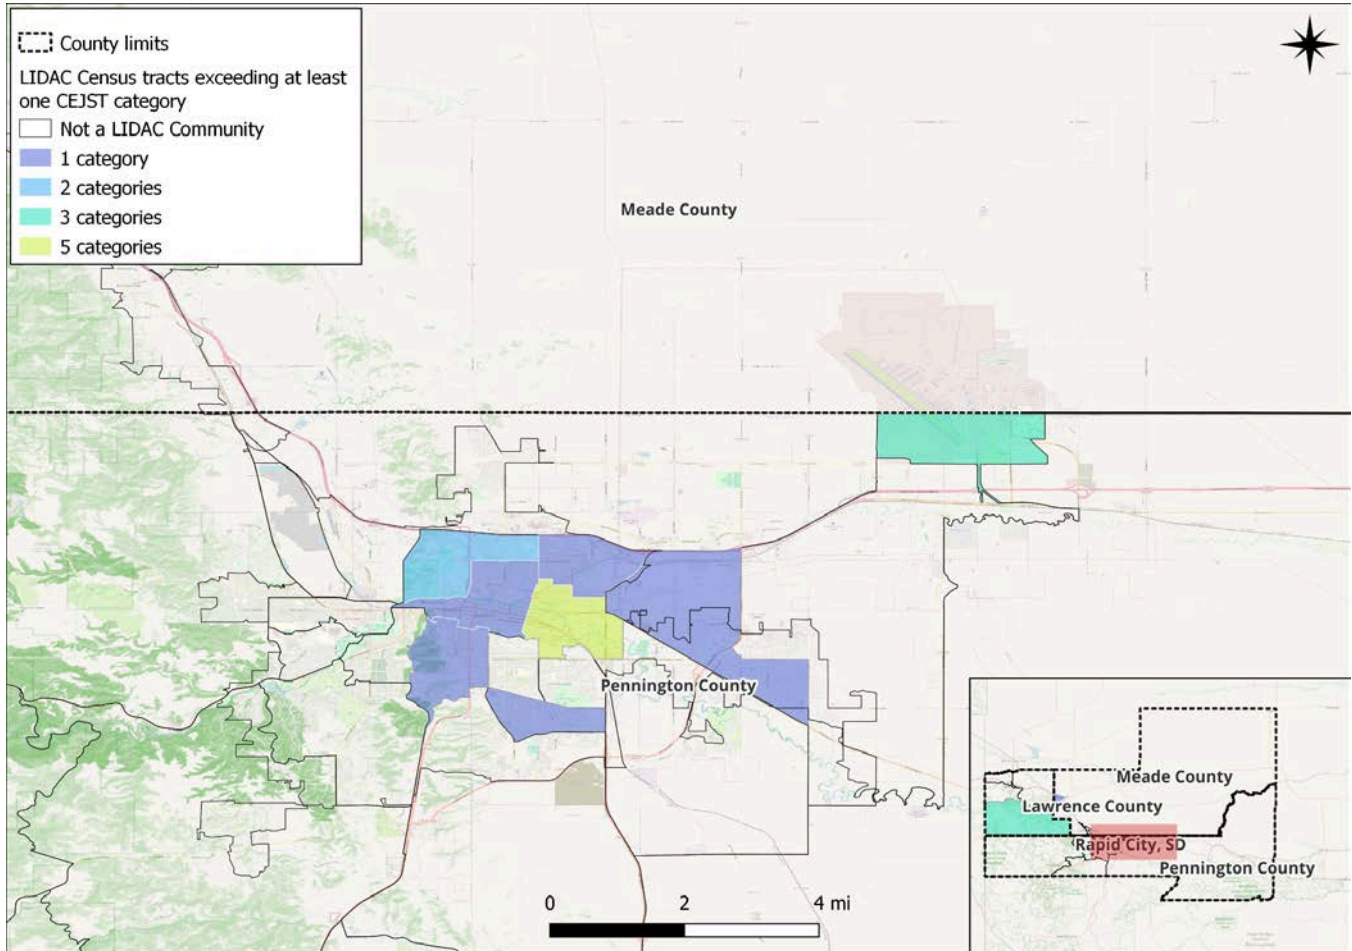 County limits
LIDAC Census tracts exceeding at least
one CEJST category
Not a LIDAC Community
1 category
2 categories
3 categories
5 categories
Meade County
Pennington County
0 2 4 mi
Meade County
Lawrence County
Rapid City, SD
Pennington County